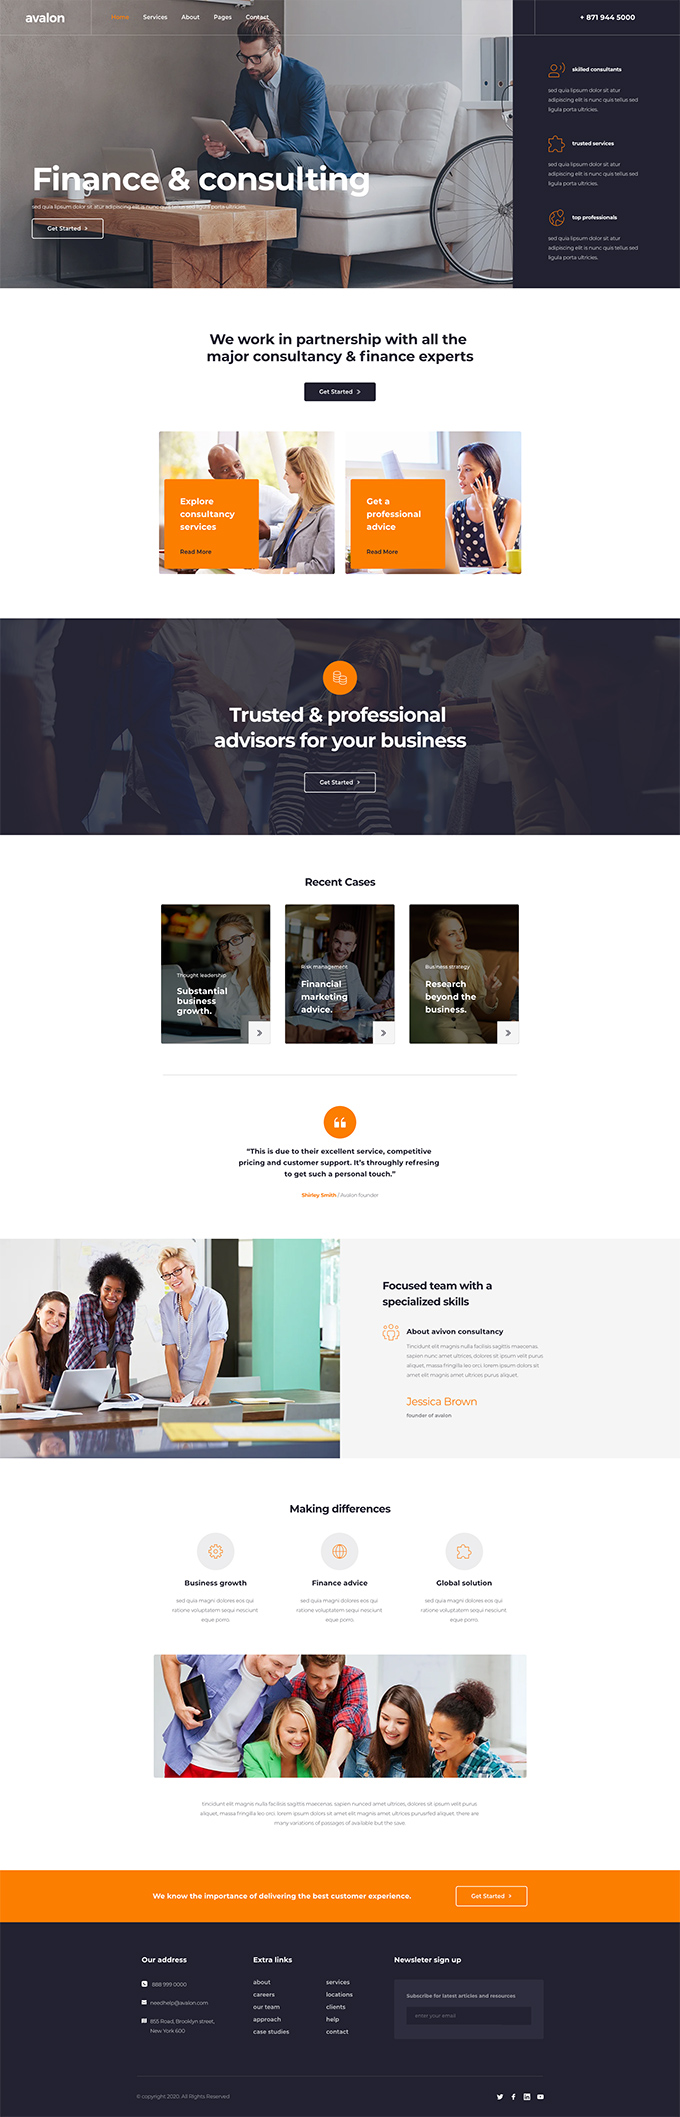 avalon
Home Services About Pages Contact
+ 871 944 5000
Finance & consulting
sed quia lipsum dolor sit atur adipiscing elit is nunc quis tellus sed ligula porta ultricies.
Get Started
skilled consultants
sed quia lipsum dolor sit atur
adipiscing elit is nunc quis tellus sed
ligula porta ultricies.
trusted services
sed quia lipsum dolor sit atur
adipiscing elit is nunc quis tellus sed
ligula porta ultricies.
top professionals
sed quia lipsum dolor sit atur
adipiscing elit is nunc quis tellus sed
ligula porta ultricies.
We work in partnership with all the
major consultancy & finance experts
Get Started
Explore
consultancy
services
Read More
Get a
professional
advice
Read More
Trusted & professional
advisors for your business
Get Started
Recent Cases
Thought leadership
Substantial
business
growth.
Risk management
Financial
marketing
advice.
Business strategy
Research
beyond the
business.
“This is due to their excellent service, competitive
pricing and customer support. It’s throughly refresing
to get such a personal touch.”
Shirley Smith / Avalon founder
Focused team with a
specialized skills
About avivon consultancy
Tincidunt elit magnis nulla facilisis sagittis maecenas
sapien nunc amet ultrices, dolores sit ipsum velit purus
aliquet, massa fringilla leo orci. lorem ipsum dolors sit
amet elit magnis amet ultrices purus aliquet.
Jessica Brown
founder of avalon
Making differences
Business growth
sed quia magni dolores eos qui
ratione voluptatem sequi nesciunt
eque porro.
Finance advice
sed quia magni dolores eos qui
ratione voluptatem sequi nesciunt
eque porro.
Global solution
sed quia magni dolores eos qui
ratione voluptatem sequi nesciunt
eque porro.
tincidunt elit magnis nulla facilisis sagittis maecenas. sapien nunced amet ultrices, dolores sit ipsum velit purus
aliquet, massa fringilla leo orci. lorem ipsum dolors sit amet elit magnis amet ultrices purusrfed aliquet. there are
many variations of passages of available but the save
We know the importance of delivering the best customer experience.
Get Started
Our address
888 999 0000
needhelp@avalon.com
855 Road, Brooklyn street,
New York 600
Extra links
about
careers
our team
approach
case studies
services
locations
clients
help
contact
Newsleter sign up
Subscribe for latest articles and resources
enter your email
© copyright 2020. All Rights Reserved